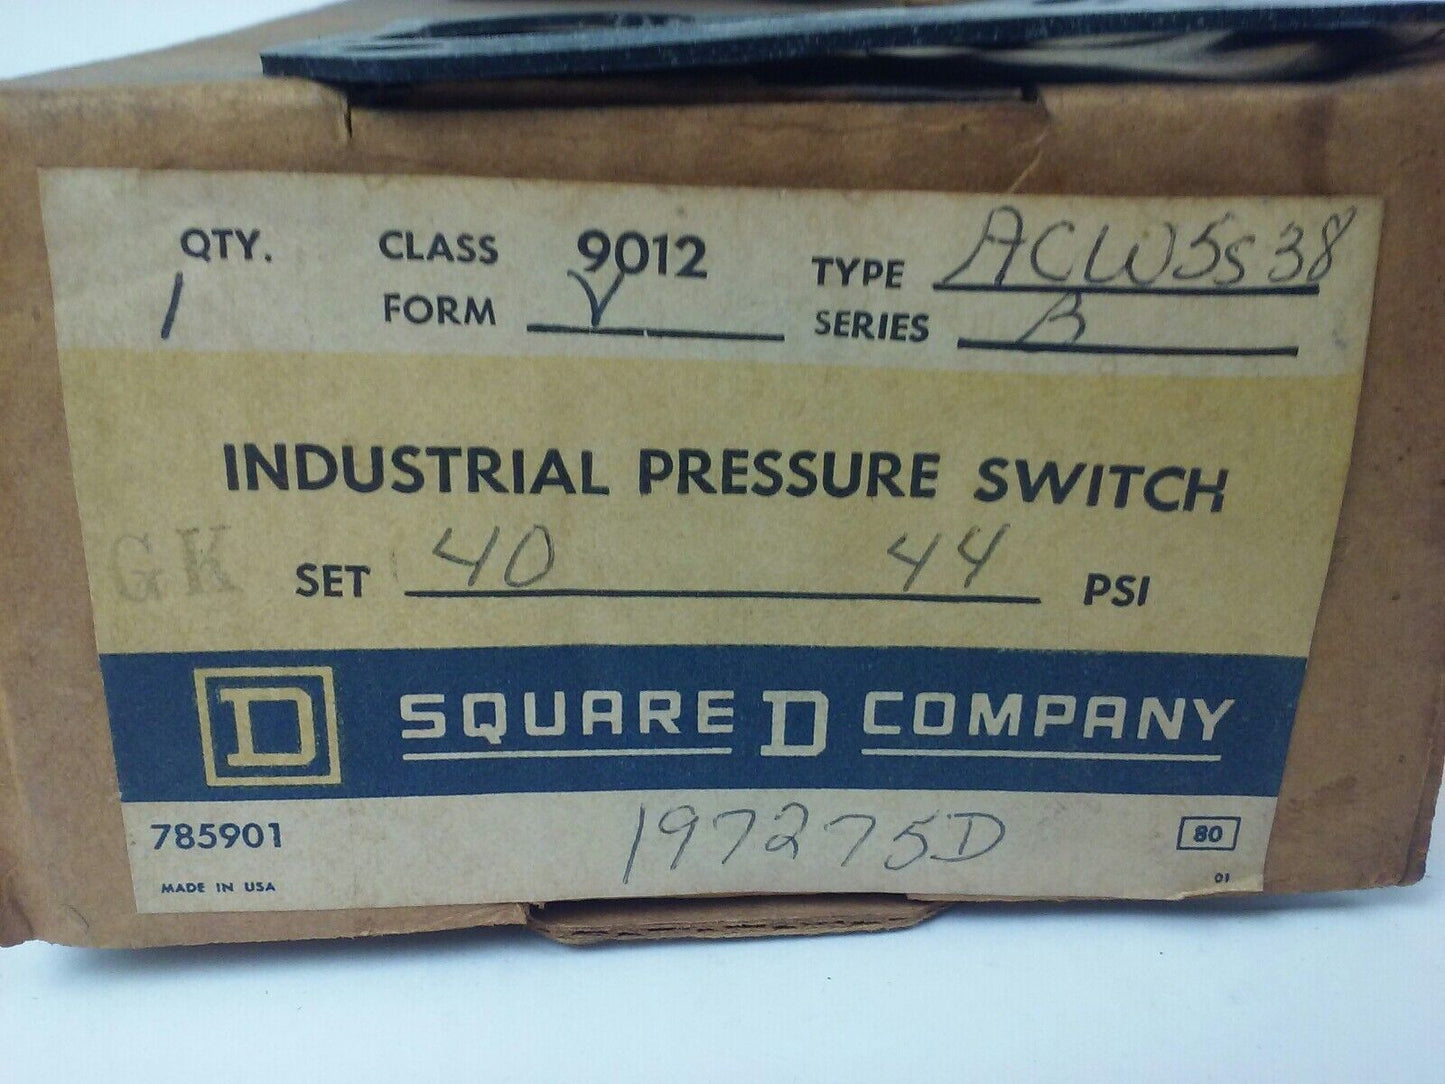 QTY. CLASS 9012 TYPE ACW5S38
1 FORM V SERIES B
INDUSTRIAL PRESSURE SWITCH
GK SET 40 44 PSI
D SQUARE D COMPANY
785901 197275D 80
MADE IN USA 01